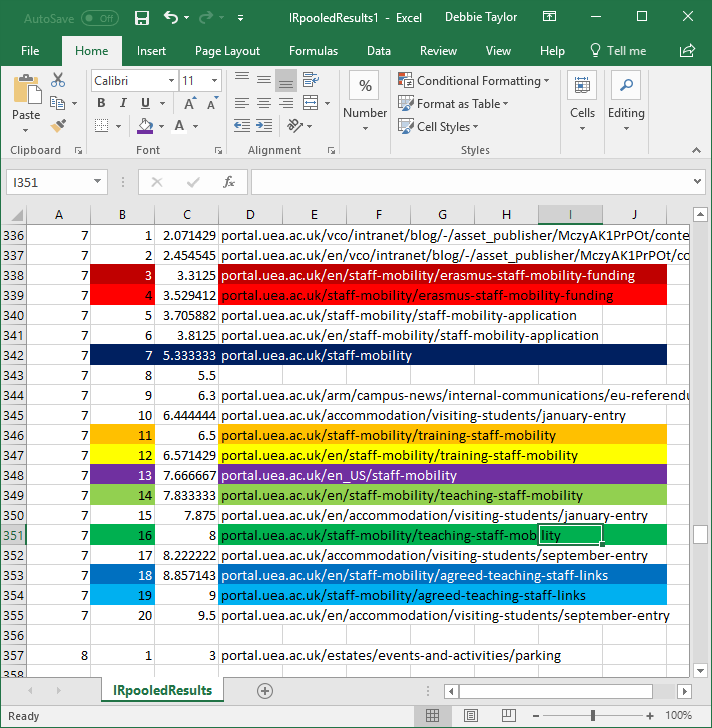 AutoSave Off IRpooledResults1 - Excel Debbie Taylor
File Home Insert Page Layout Formulas Data Review View Help Tell me
Calibri 11 % Conditional Formatting
Paste B I U A A Number Format as Table Cells Editing
A Cell Styles
Clipboard Font Alignment Styles
I351 fx
A B C D E F G H I J
336 7 1 2.071429 portal.uea.ac.uk/vco/intranet/blog/-/asset_publisher/MczyAK1PrPOt/conte
337 7 2 2.454545 portal.uea.ac.uk/en/vco/intranet/blog/-/asset_publisher/MczyAK1PrPOt/co
338 7 3 3.3125 portal.uea.ac.uk/en/staff-mobility/erasmus-staff-mobility-funding
339 7 4 3.529412 portal.uea.ac.uk/staff-mobility/erasmus-staff-mobility-funding
340 7 5 3.705882 portal.uea.ac.uk/staff-mobility/staff-mobility-application
341 7 6 3.8125 portal.uea.ac.uk/en/staff-mobility/staff-mobility-application
342 7 7 5.333333 portal.uea.ac.uk/staff-mobility
343 7 8 5.5
344 7 9 6.3 portal.uea.ac.uk/arm/campus-news/internal-communications/eu-referendu
345 7 10 6.444444 portal.uea.ac.uk/accommodation/visiting-students/january-entry
346 7 11 6.5 portal.uea.ac.uk/staff-mobility/training-staff-mobility
347 7 12 6.571429 portal.uea.ac.uk/en/staff-mobility/training-staff-mobility
348 7 13 7.666667 portal.uea.ac.uk/en_US/staff-mobility
349 7 14 7.833333 portal.uea.ac.uk/en/staff-mobility/teaching-staff-mobility
350 7 15 7.875 portal.uea.ac.uk/en/accommodation/visiting-students/january-entry
351 7 16 8 portal.uea.ac.uk/staff-mobility/teaching-staff-mobility
352 7 17 8.222222 portal.uea.ac.uk/accommodation/visiting-students/september-entry
353 7 18 8.857143 portal.uea.ac.uk/en/staff-mobility/agreed-teaching-staff-links
354 7 19 9 portal.uea.ac.uk/staff-mobility/agreed-teaching-staff-links
355 7 20 9.5 portal.uea.ac.uk/en/accommodation/visiting-students/september-entry
356
357 8 1 3 portal.uea.ac.uk/estates/events-and-activities/parking
358
IRpooledResults
Ready 100%